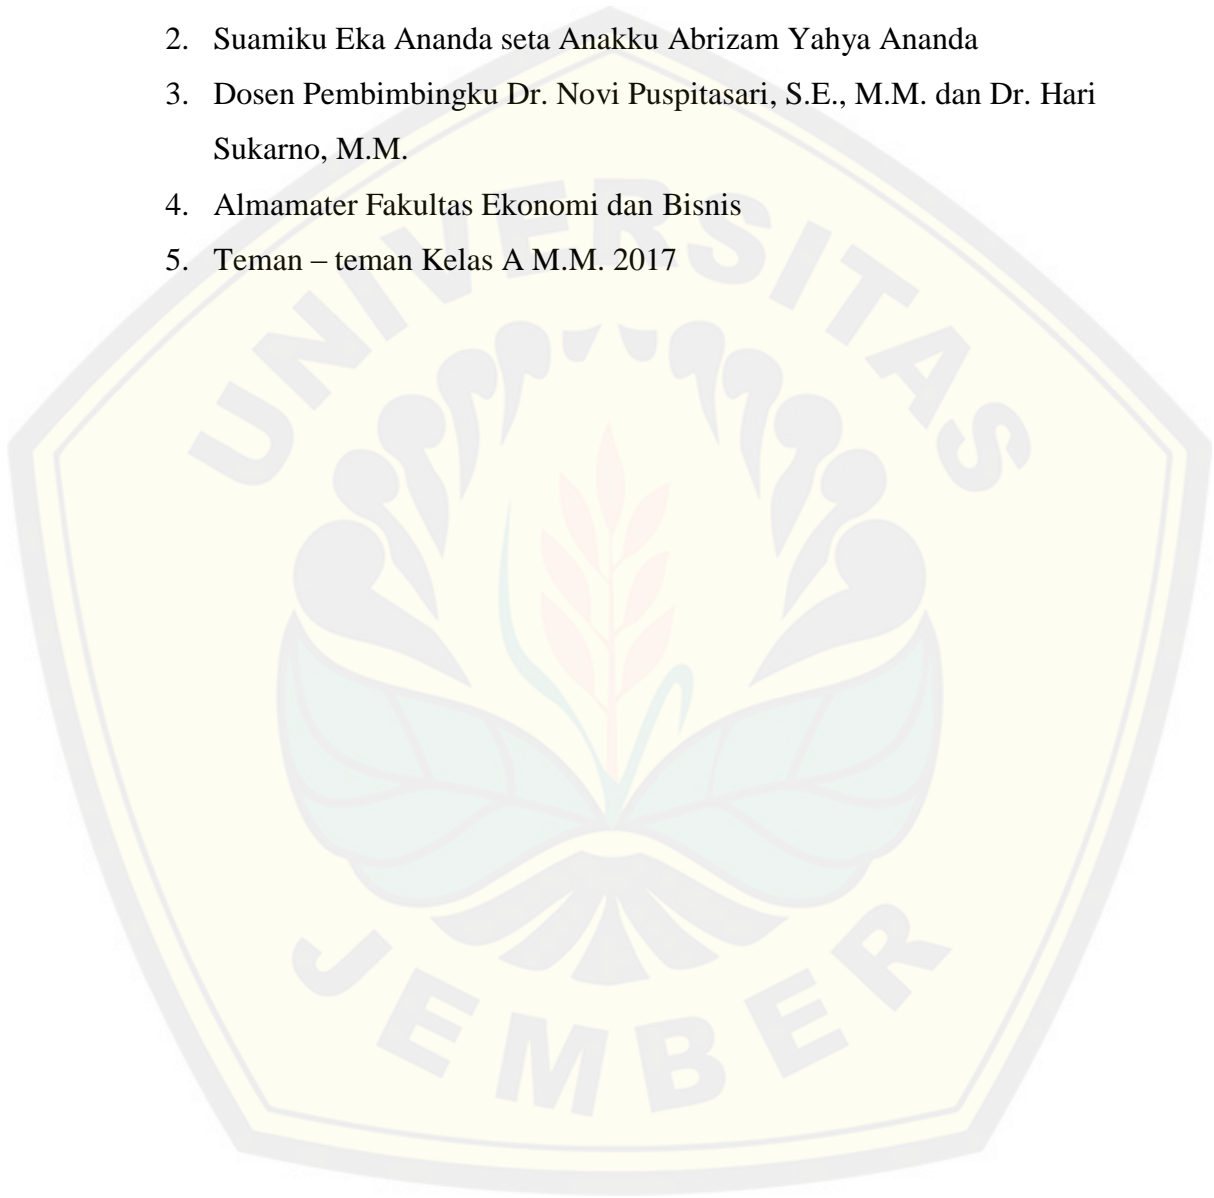 2. Suamiku Eka Ananda seta Anakku Abrizam Yahya Ananda
3. Dosen Pembimbingku Dr. Novi Puspitasari, S.E., M.M. dan Dr. Hari
Sukarno, M.M.
4. Almamater Fakultas Ekonomi dan Bisnis
5. Teman – teman Kelas A M.M. 2017
UNIVERSITAS
JEMBER